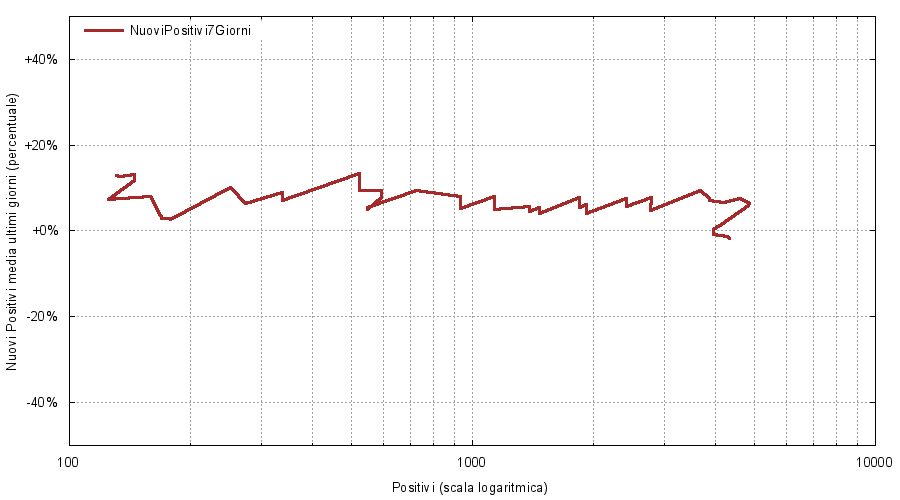 NuoviPositivi7Giorni
+40%
+20%
+0%
-20%
-40%
Nuovi Positivi media ultimi giorni (percentuale)
100
1000
10000
Positivi (scala logaritmica)